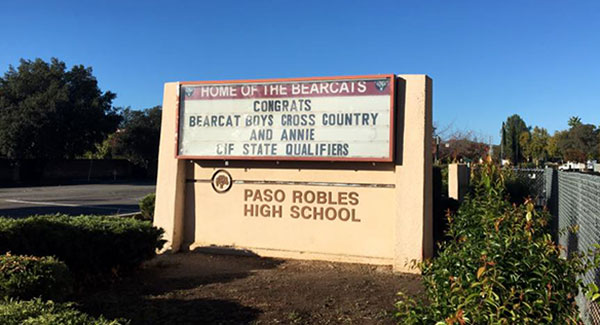 HOME OF THE BEARCATS
CONGRATS
BEARCAT BOYS CROSS COUNTRY
AND ANNIE
CIF STATE QUALIFIERS
PASO ROBLES
HIGH SCHOOL